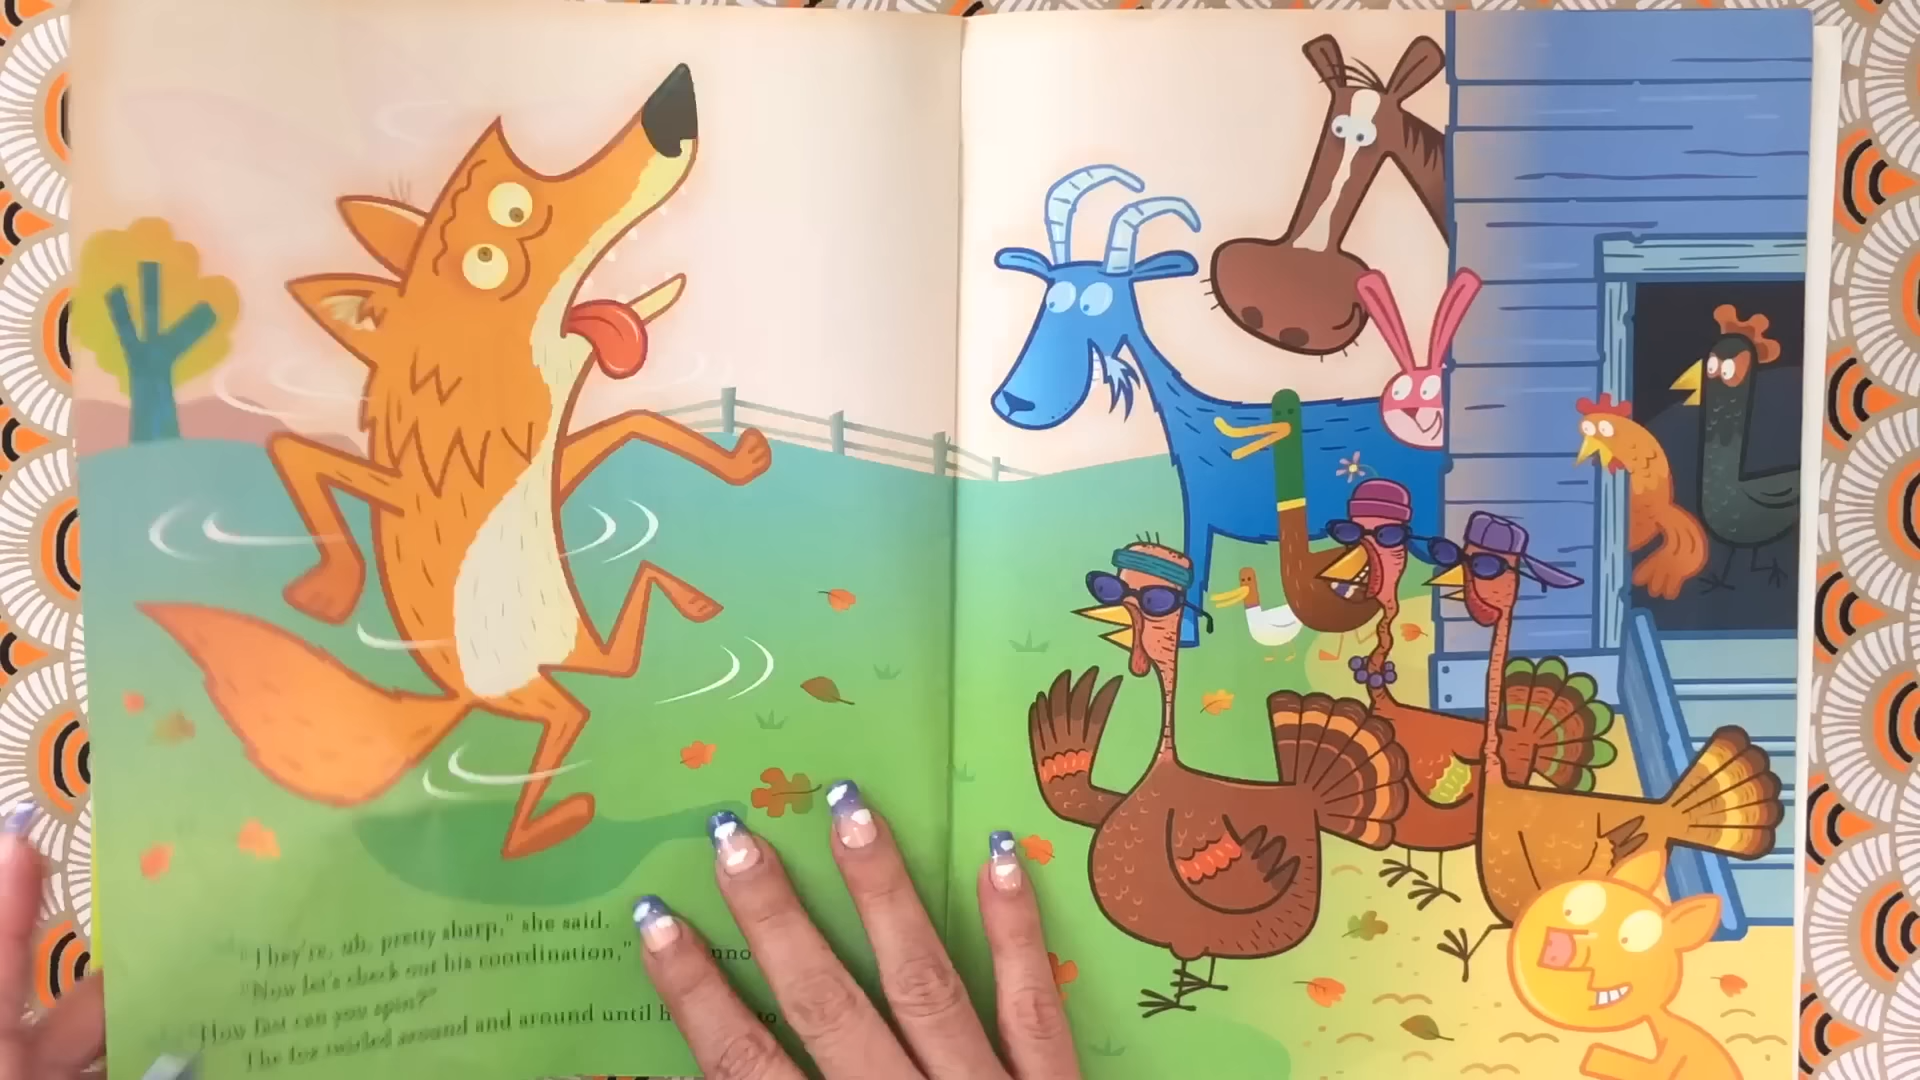 "They're, uh, pretty sharp," she said.
"Now let's check out his coordination,"
"How fast can you spin?"
The fox twirled around and around until